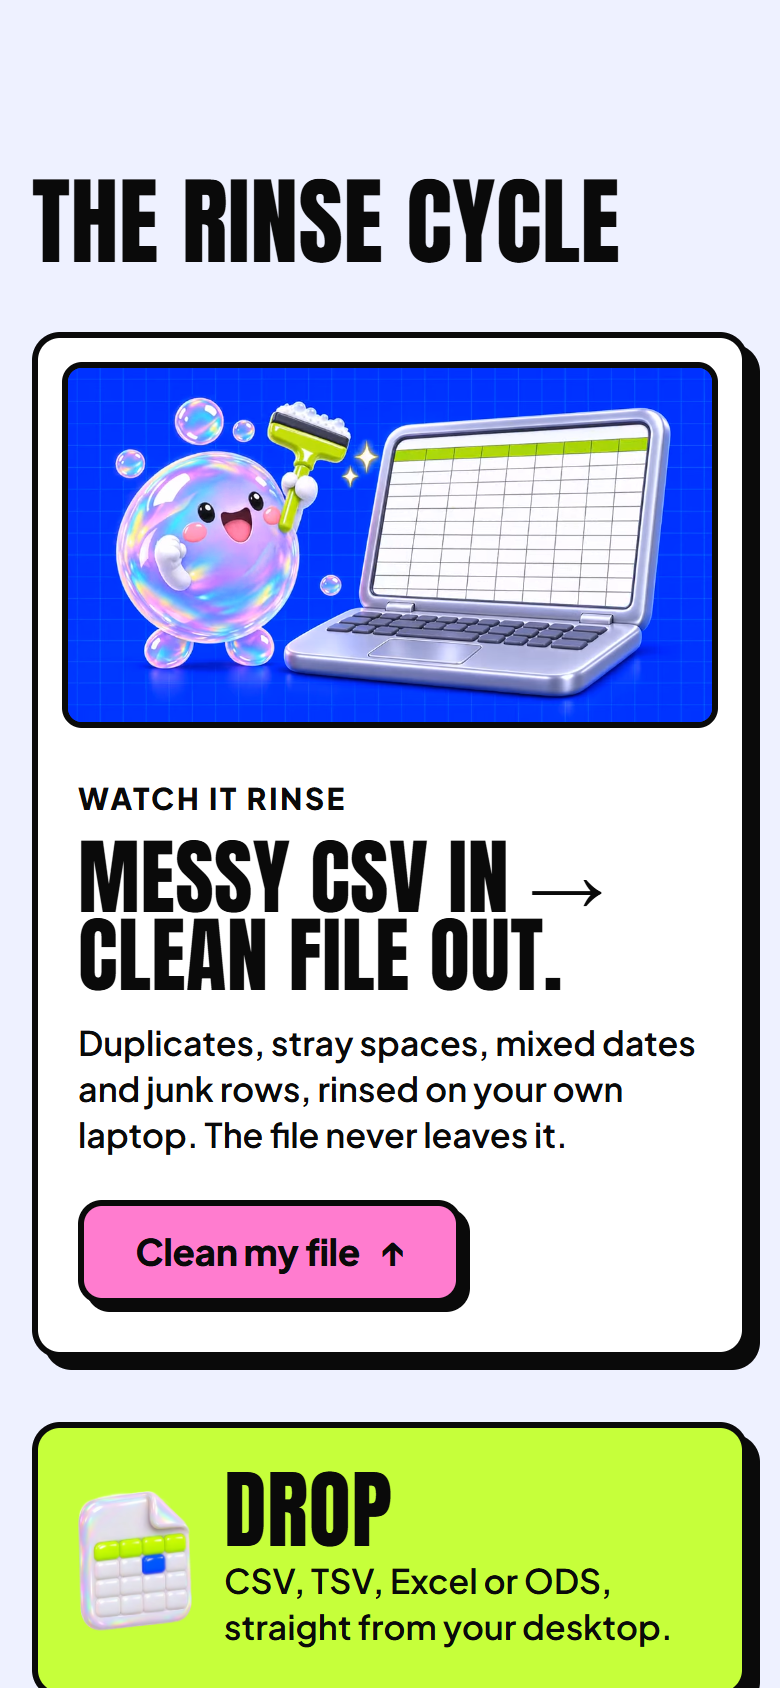 THE RINSE CYCLE
WATCH IT RINSE
MESSY CSV IN →
CLEAN FILE OUT.
Duplicates, stray spaces, mixed dates
and junk rows, rinsed on your own
laptop. The file never leaves it.
Clean my file ↑
DROP
CSV, TSV, Excel or ODS,
straight from your desktop.